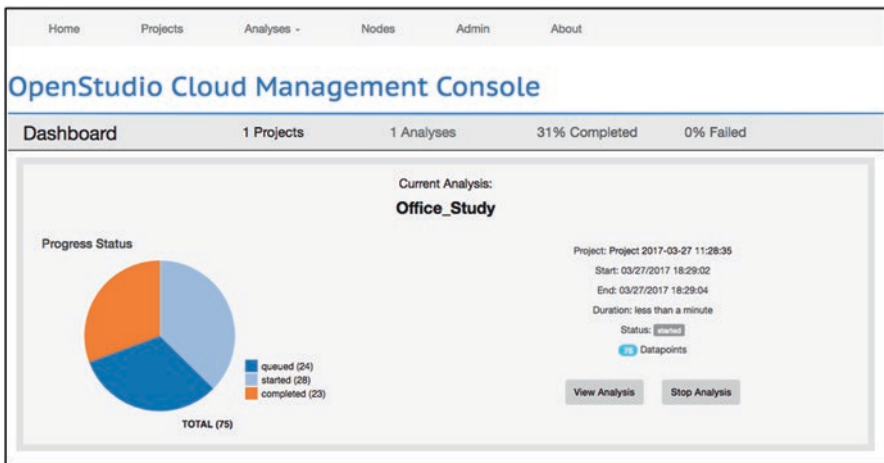 Home Projects Analyses Nodes Admin About
OpenStudio Cloud Management Console
Dashboard 1 Projects 1 Analyses 31% Completed 0% Failed
Current Analysis:
Office_Study
Progress Status
queued (24)
started (28)
completed (23)
TOTAL (75)
Project: Project 2017-03-27 11:28:35
Start: 03/27/2017 18:29:02
End: 03/27/2017 18:29:04
Duration: less than a minute
Status: started
75 Datapoints
View Analysis Stop Analysis